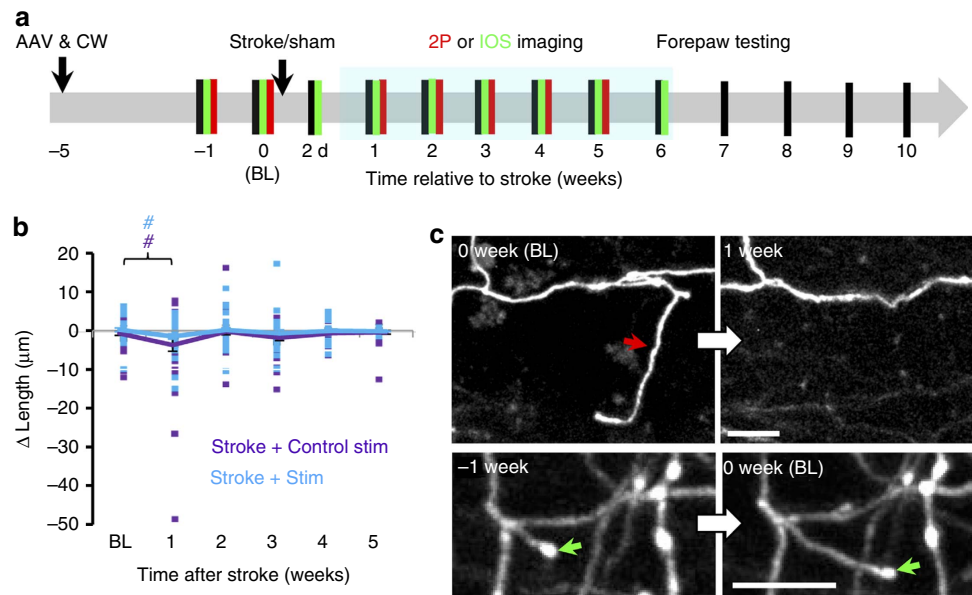 a
AAV & CW
Stroke/sham
2P or IOS imaging
Forepaw testing
–5
–1
0
(BL)
2 d
1
2
3
4
5
6
7
8
9
10
Time relative to stroke (weeks)
b
#
#
20
10
0
–10
–20
–30
–40
–50
Δ Length (μm)
Stroke + Control stim
Stroke + Stim
BL
1
2
3
4
5
Time after stroke (weeks)
c
0 week (BL)
1 week
–1 week
0 week (BL)